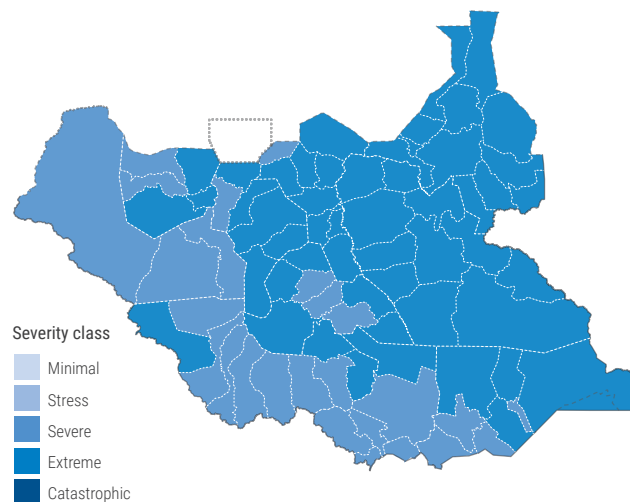 Severity class
Minimal
Stress
Severe
Extreme
Catastrophic